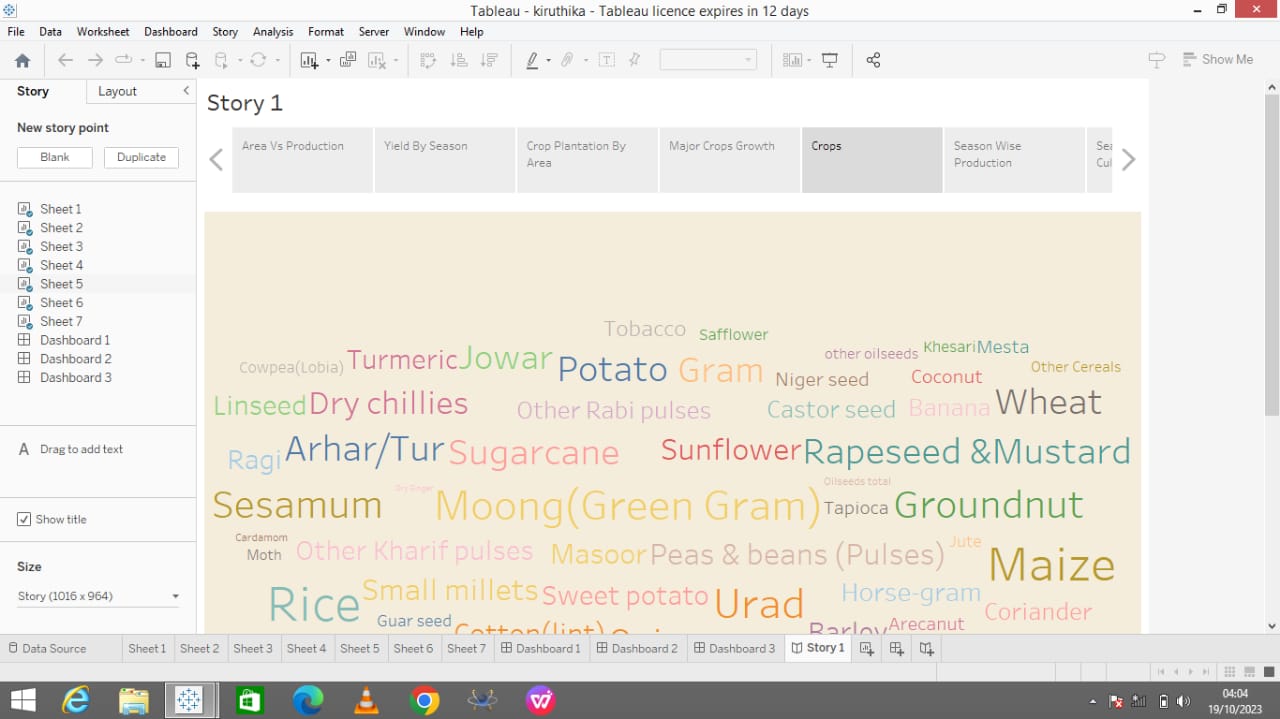 Tableau - kiruthika - Tableau licence expires in 12 days
File Data Worksheet Dashboard Story Analysis Format Server Window Help
Show Me
Story Layout
New story point
Blank Duplicate
Sheet 1
Sheet 2
Sheet 3
Sheet 4
Sheet 5
Sheet 6
Sheet 7
Dashboard 1
Dashboard 2
Dashboard 3
A Drag to add text
Show title
Size
Story (1016 x 964)
Story 1
Area Vs Production
Yield By Season
Crop Plantation By
Area
Major Crops Growth
Crops
Season Wise
Production
Tobacco Safflower
Cowpea(Lobia) Turmeric Jowar Potato Gram other oilseeds Khesari Mesta
Niger seed Coconut Other Cereals
Linseed Dry chillies Other Rabi pulses Castor seed Banana Wheat
Ragi Arhar/Tur Sugarcane Sunflower Rapeseed &Mustard
Oilseeds total
Sesamum Dry Ginger Moong(Green Gram) Tapioca Groundnut
Cardamom
Moth Other Kharif pulses Masoor Peas & beans (Pulses) Jute Maize
Rice Small millets Sweet potato Urad Horse-gram Coriander
Guar seed Cotton(lint) Barley Arecanut
Data Source Sheet 1 Sheet 2 Sheet 3 Sheet 4 Sheet 5 Sheet 6 Sheet 7 Dashboard 1 Dashboard 2 Dashboard 3 Story 1
04:04
19/10/2023